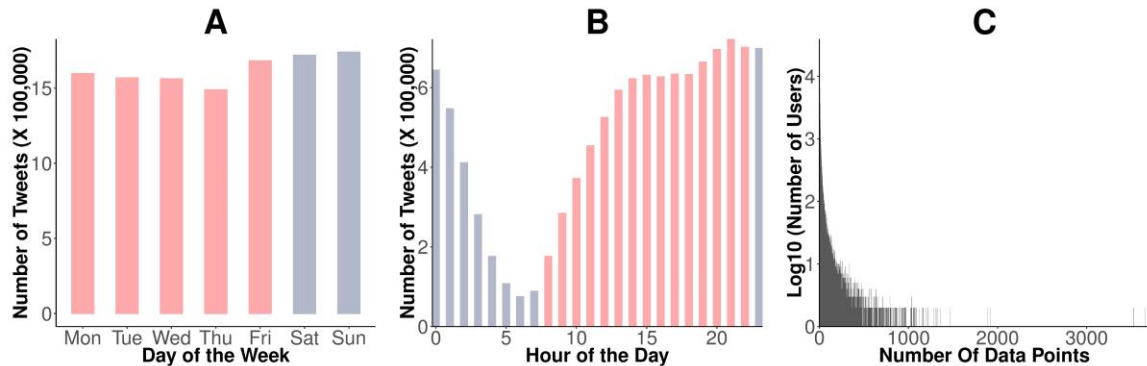 A
Number of Tweets (X 100,000)
15
10
5
0
Mon Tue Wed Thu Fri Sat Sun
Day of the Week
B
Number of Tweets (X 100,000)
6
4
2
0
0 5 10 15 20
Hour of the Day
C
Log10 (Number of Users)
4
3
2
1
0
0 1000 2000 3000
Number Of Data Points